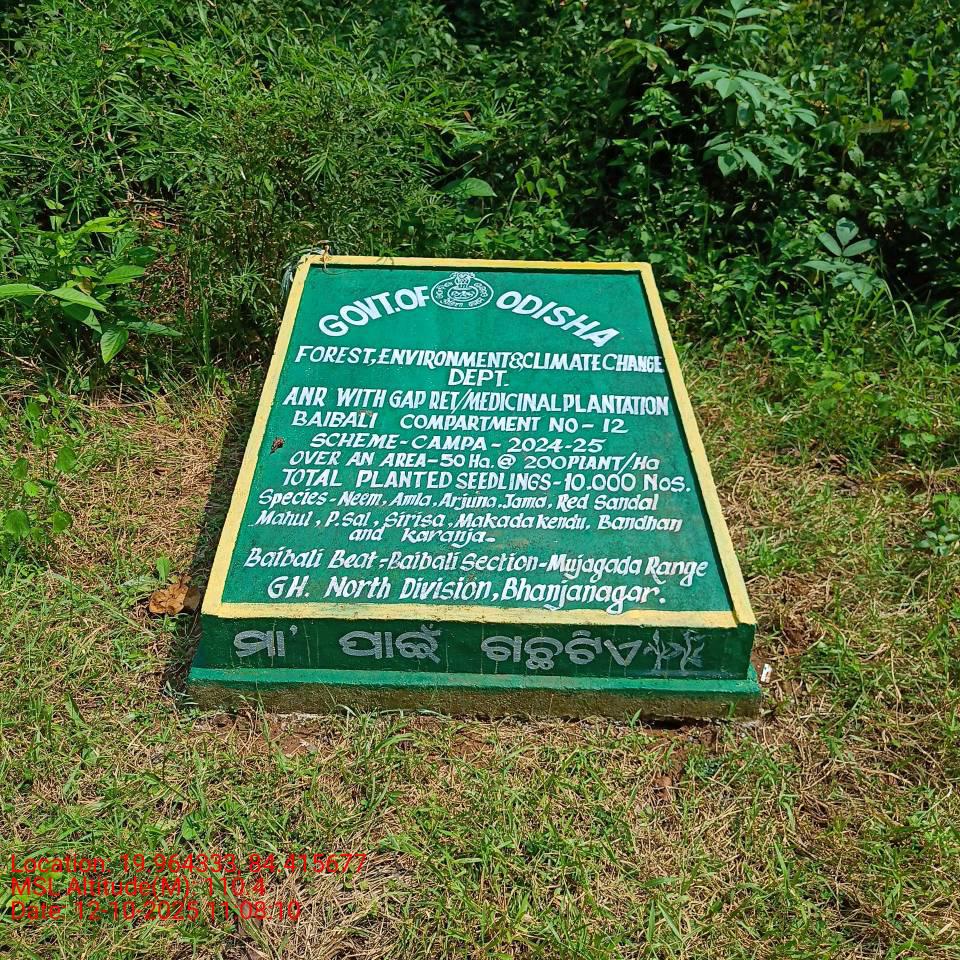 GOVT.OF ODISHA
FOREST,ENVIRONMENT&CLIMATE CHANGE
DEPT.
ANR WITH GAP RET/MEDICINAL PLANTATION
BAIBALI COMPARTMENT NO - 12
SCHEME-CAMPA - 2024-25
OVER AN AREA-50 Ha.@ 200PLANT/Ha
TOTAL PLANTED SEEDLINGS-10.000 Nos.
Species-Neem, Amla, Arjuna, Jama, Red Sandal
Mahul, P.Sal, Sirisa, Makada kendu, Bandhan
and Karanja-
Baibali Beat-Baibali Section-Mujagada Range
G.H. North Division, Bhanjanagar.
ମା' ପାଇଁ ଗଛଟିଏ
Location: 19.964333, 84.415677
MSL Altitude(M): 110.4
Date: 12-10-2025 11:08:10